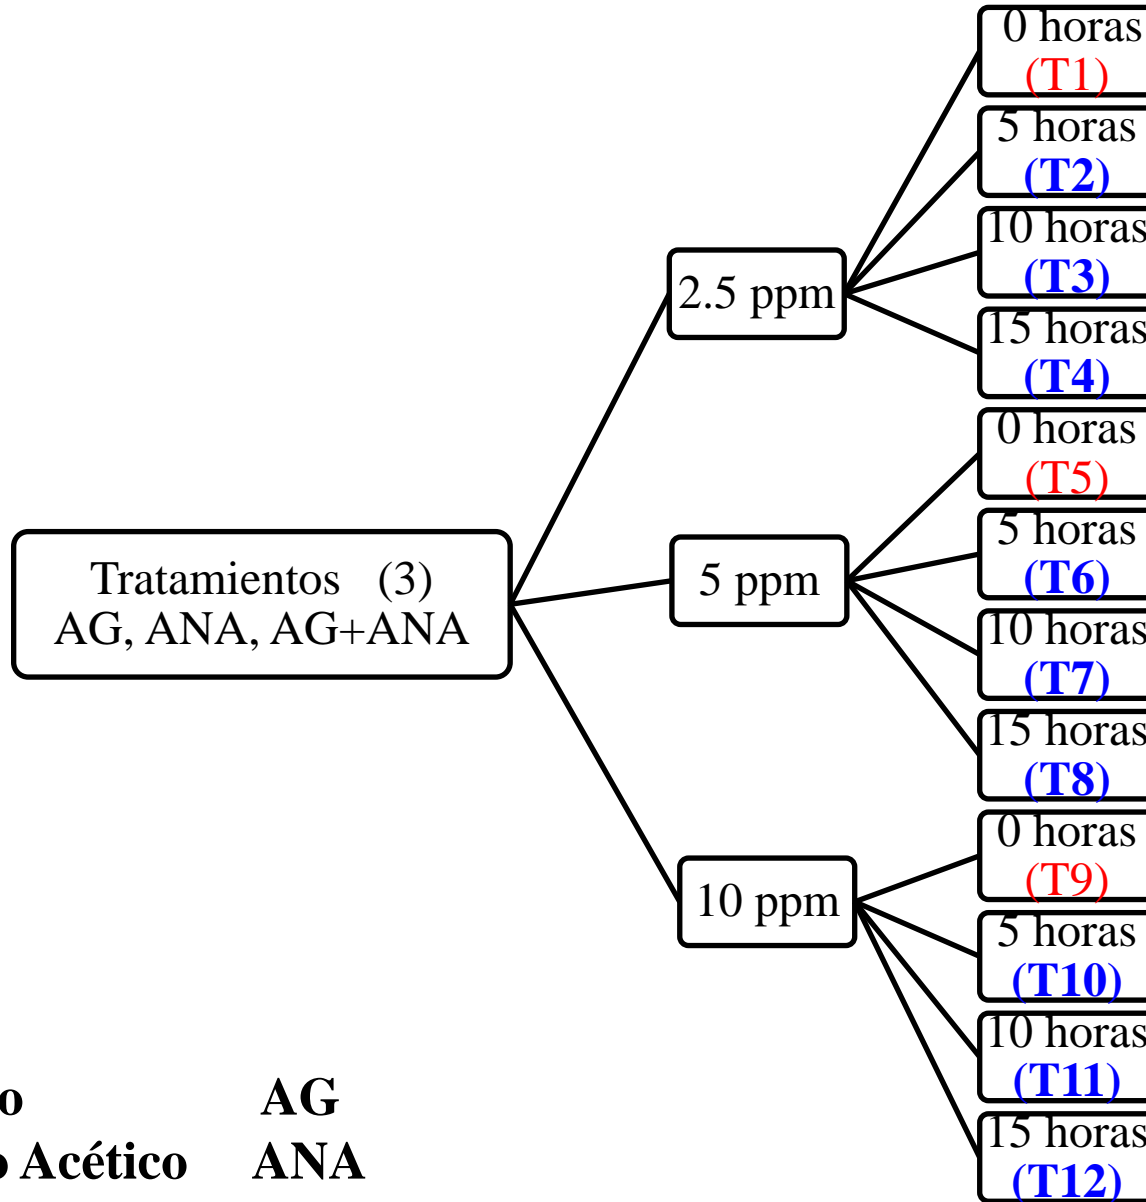 Tratamientos (3)
AG, ANA, AG+ANA
2.5 ppm
0 horas
(T1)
5 horas
(T2)
10 horas
(T3)
15 horas
(T4)
5 ppm
0 horas
(T5)
5 horas
(T6)
10 horas
(T7)
15 horas
(T8)
10 ppm
0 horas
(T9)
5 horas
(T10)
10 horas
(T11)
15 horas
(T12)
o AG
Acético ANA